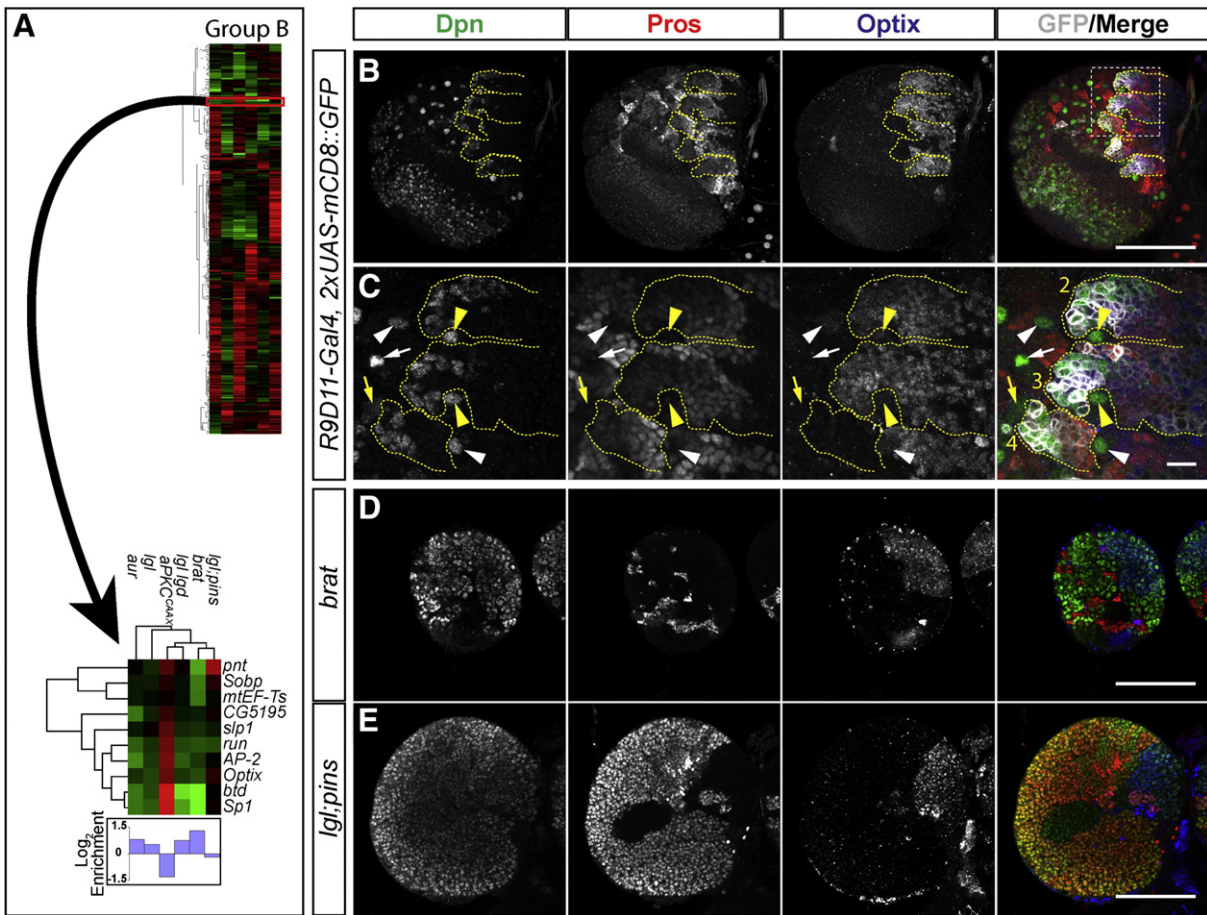 A
Group B
aur
lgl
aPKC^CAAX
lgl lgd
brat
lgl;pins
pnt
Sobp
mtEF-Ts
CG5195
slp1
run
AP-2
Optix
btd
Sp1
Log2
Enrichment
1.5
0
-1.5
Dpn
Pros
Optix
GFP/Merge
R9D11-Gal4, 2xUAS-mCD8::GFP
B
C
2
3
4
brat
D
lgl;pins
E